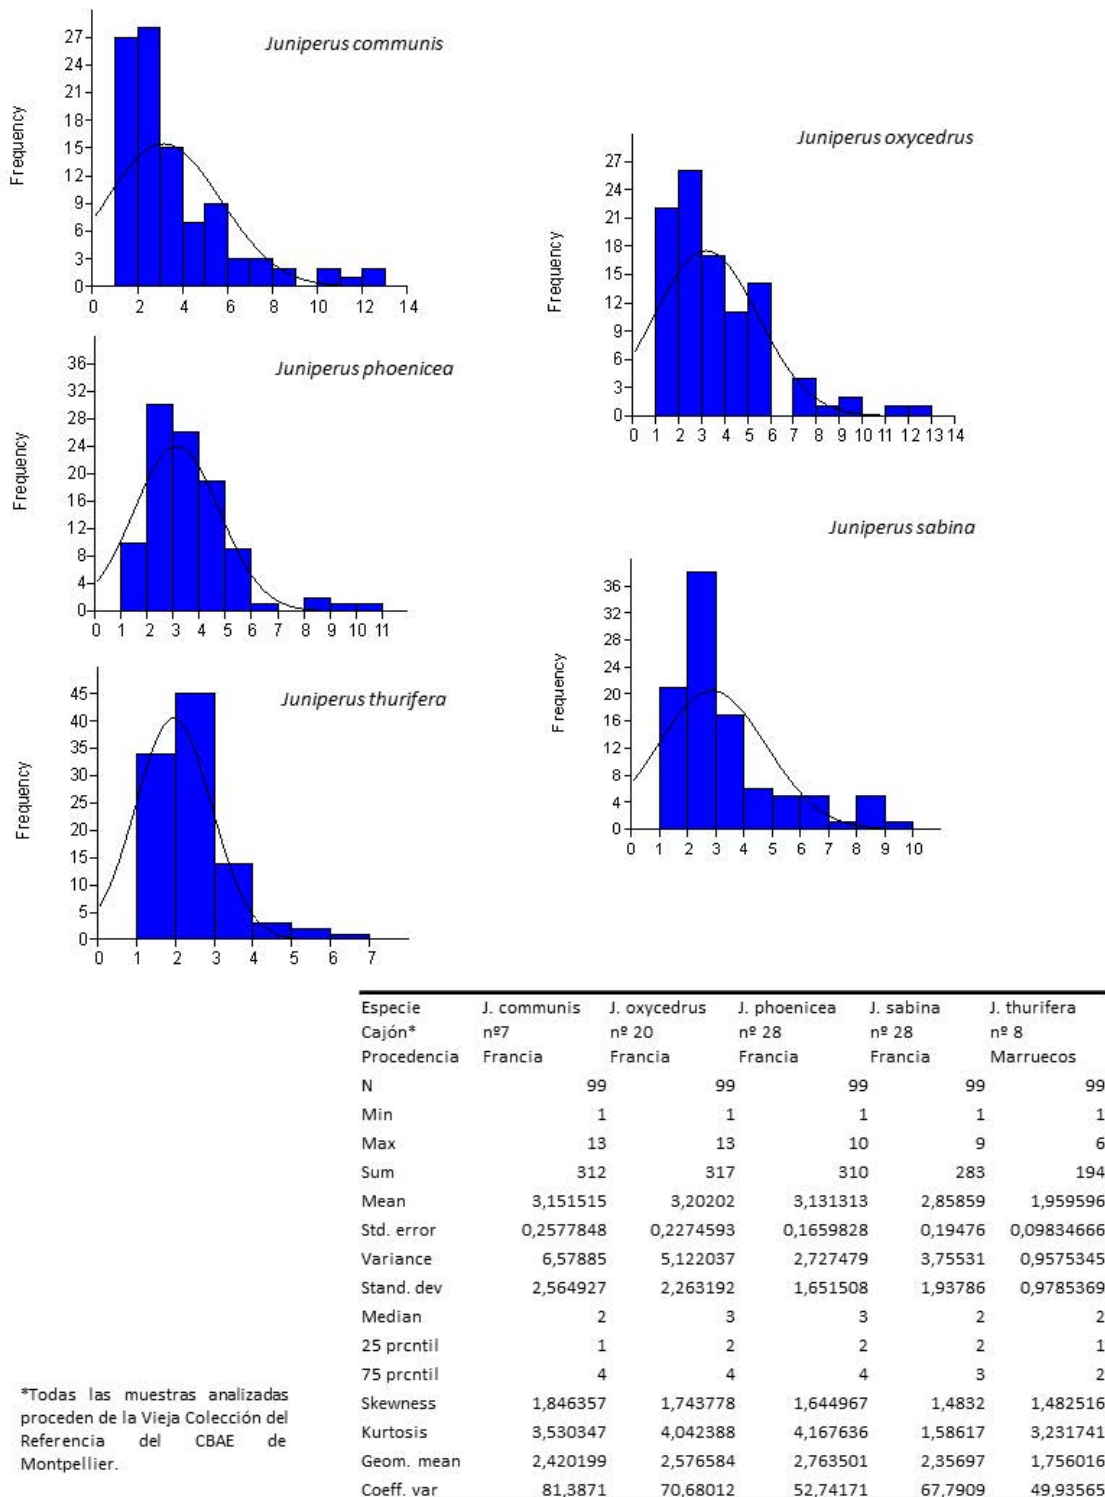 Juniperus communis
Frequency
27
24
21
18
15
12
9
6
3
0
0 2 4 6 8 10 12 14
Juniperus oxycedrus
Frequency
27
24
21
18
15
12
9
6
3
0
0 1 2 3 4 5 6 7 8 9 10 11 12 13 14
Juniperus phoenicea
Frequency
36
32
28
24
20
16
12
8
4
0
0 1 2 3 4 5 6 7 8 9 10 11
Juniperus sabina
Frequency
36
32
28
24
20
16
12
8
4
0
0 1 2 3 4 5 6 7 8 9 10
Juniperus thurifera
Frequency
45
40
35
30
25
20
15
10
5
0
0 1 2 3 4 5 6 7
Especie J. communis J. oxycedrus J. phoenicea J. sabina J. thurifera
Cajón* nº7 nº 20 nº 28 nº 28 nº 8
Procedencia Francia Francia Francia Francia Marruecos
N 99 99 99 99 99
Min 1 1 1 1 1
Max 13 13 10 9 6
Sum 312 317 310 283 194
Mean 3,151515 3,20202 3,131313 2,85859 1,959596
Std. error 0,2577848 0,2274593 0,1659828 0,19476 0,09834666
Variance 6,57885 5,122037 2,727479 3,75531 0,9575345
Stand. dev 2,564927 2,263192 1,651508 1,93786 0,9785369
Median 2 3 3 2 2
25 prcntil 1 2 2 2 1
75 prcntil 4 4 4 3 2
Skewness 1,846357 1,743778 1,644967 1,4832 1,482516
Kurtosis 3,530347 4,042388 4,167636 1,58617 3,231741
Geom. mean 2,420199 2,576584 2,763501 2,35697 1,756016
Coeff. var 81,3871 70,68012 52,74171 67,7909 49,93565
*Todas las muestras analizadas
proceden de la Vieja Colección del
Referencia del CBAE de
Montpellier.